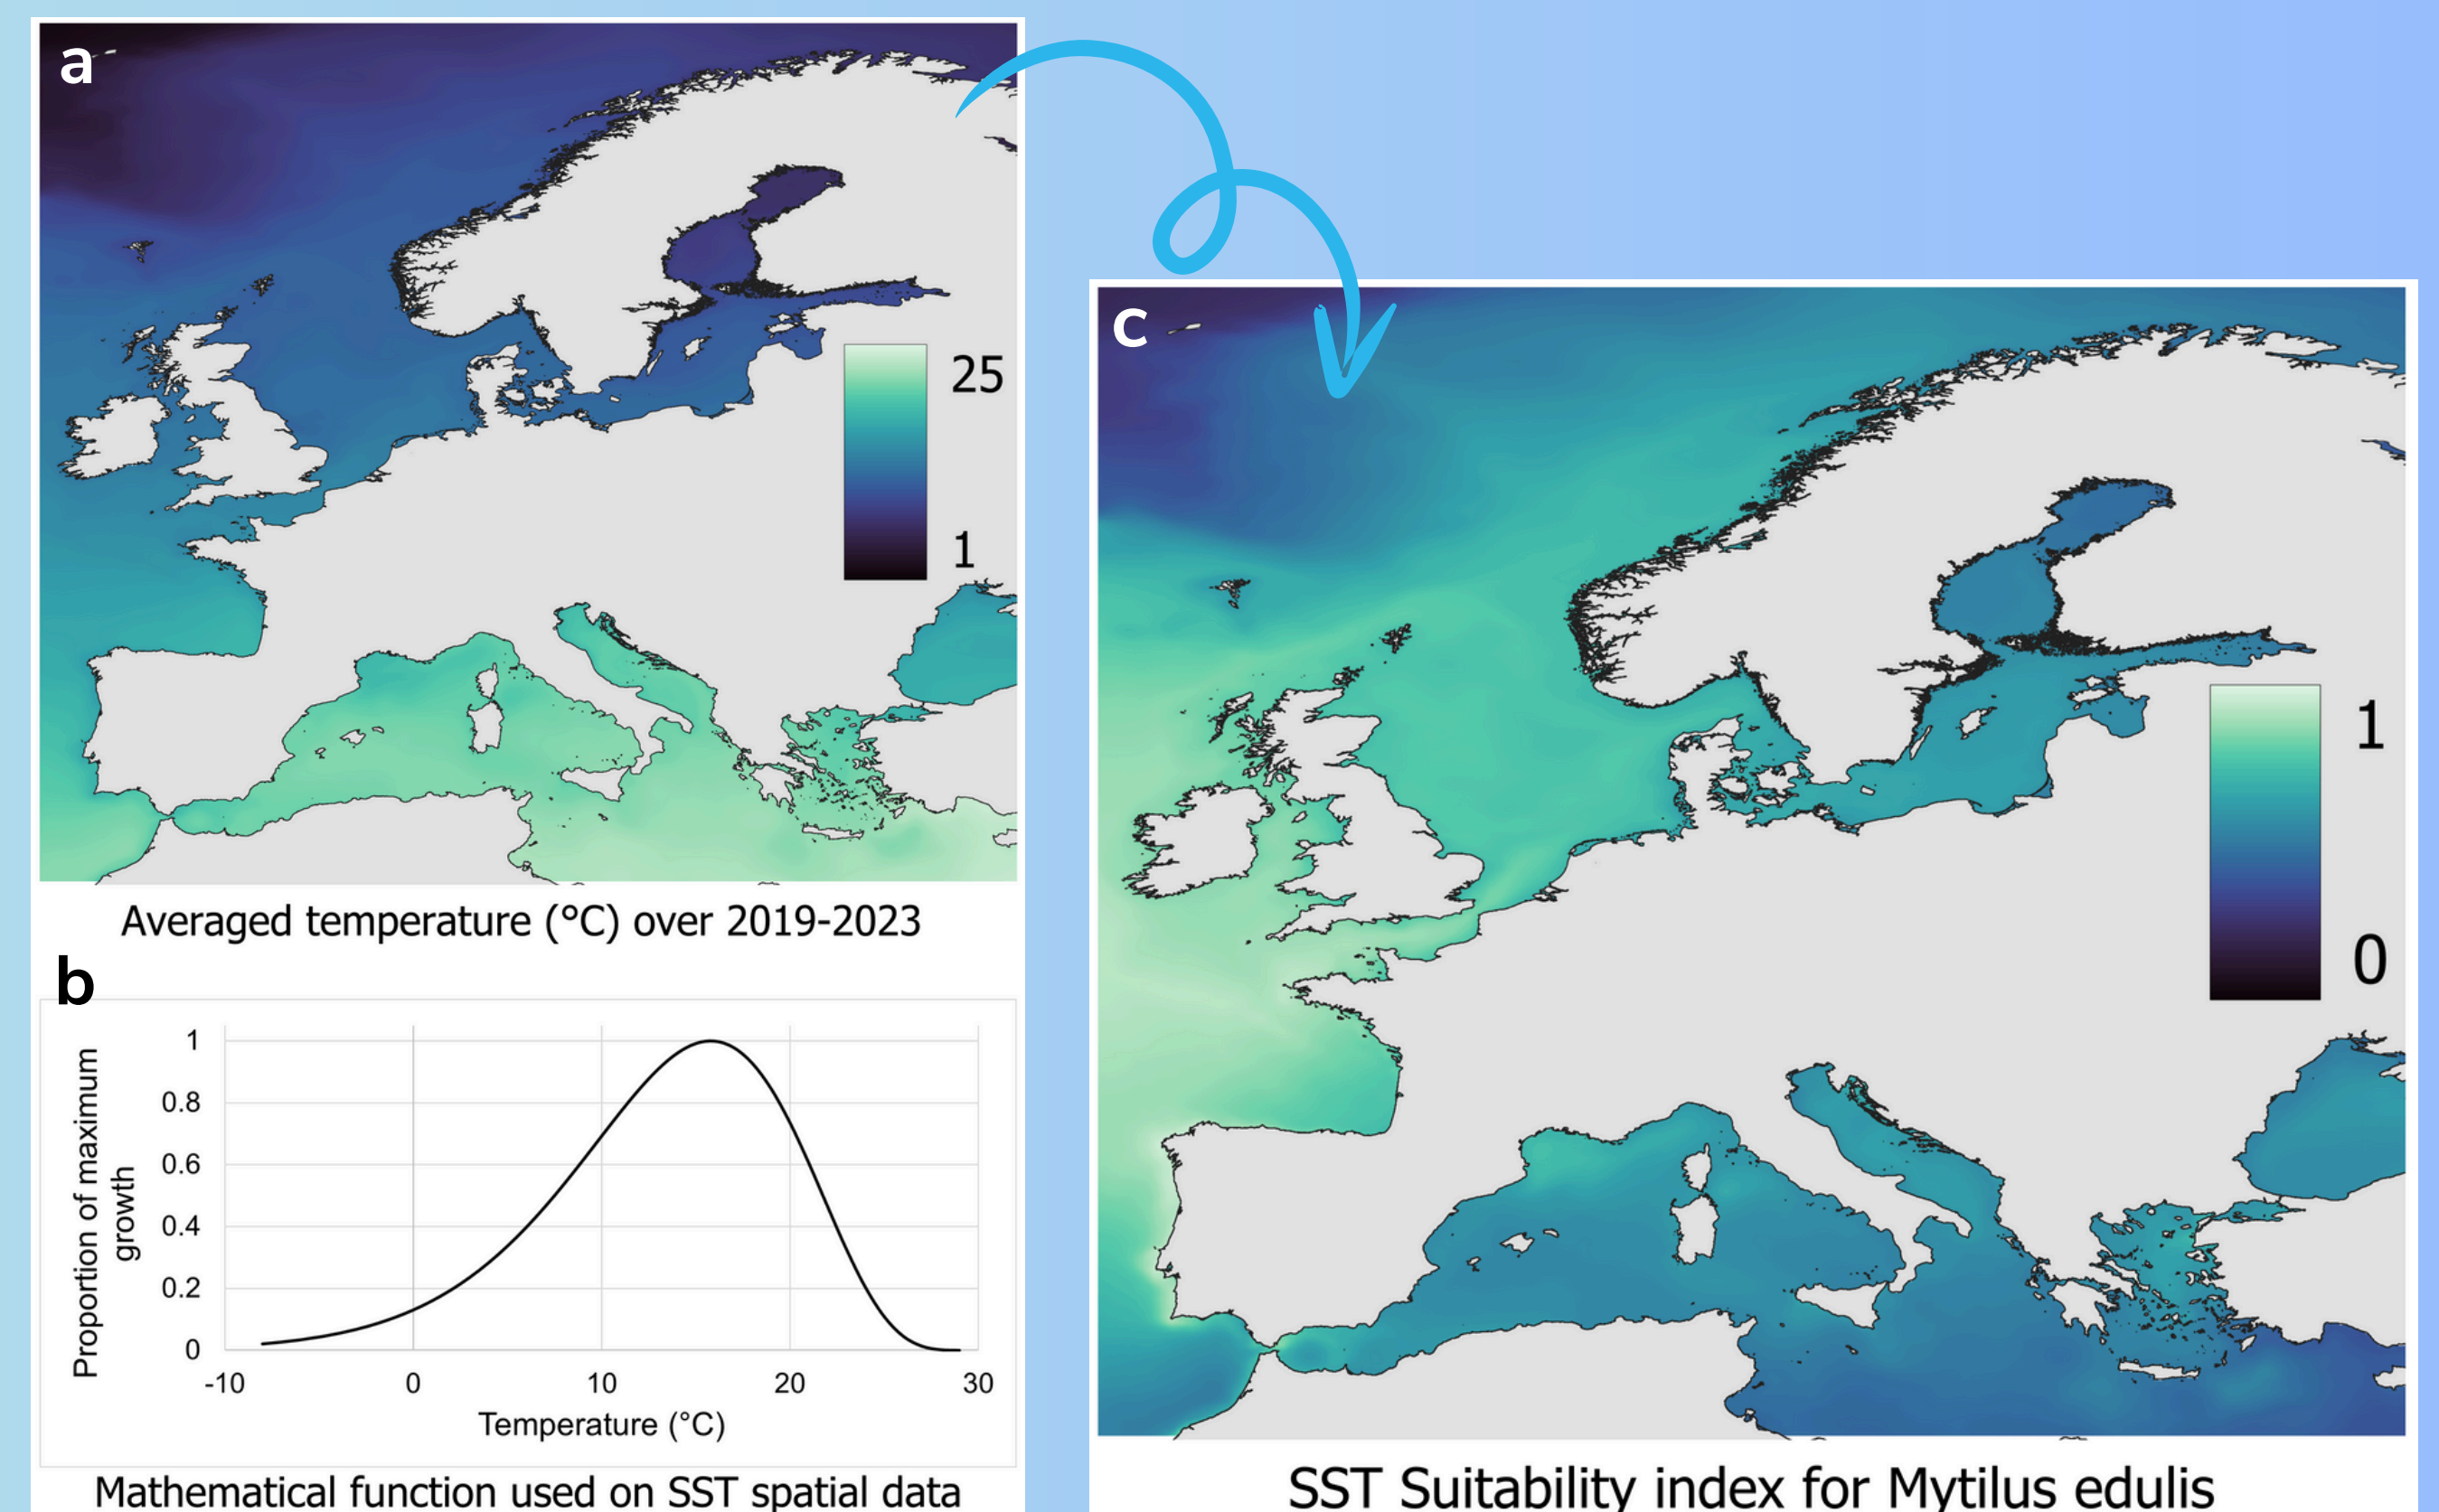 a
25
1
Averaged temperature (°C) over 2019-2023
b
Proportion of maximum
growth
1
0.8
0.6
0.4
0.2
0
-10
0
10
20
30
Temperature (°C)
Mathematical function used on SST spatial data
c
1
0
SST Suitability index for Mytilus edulis